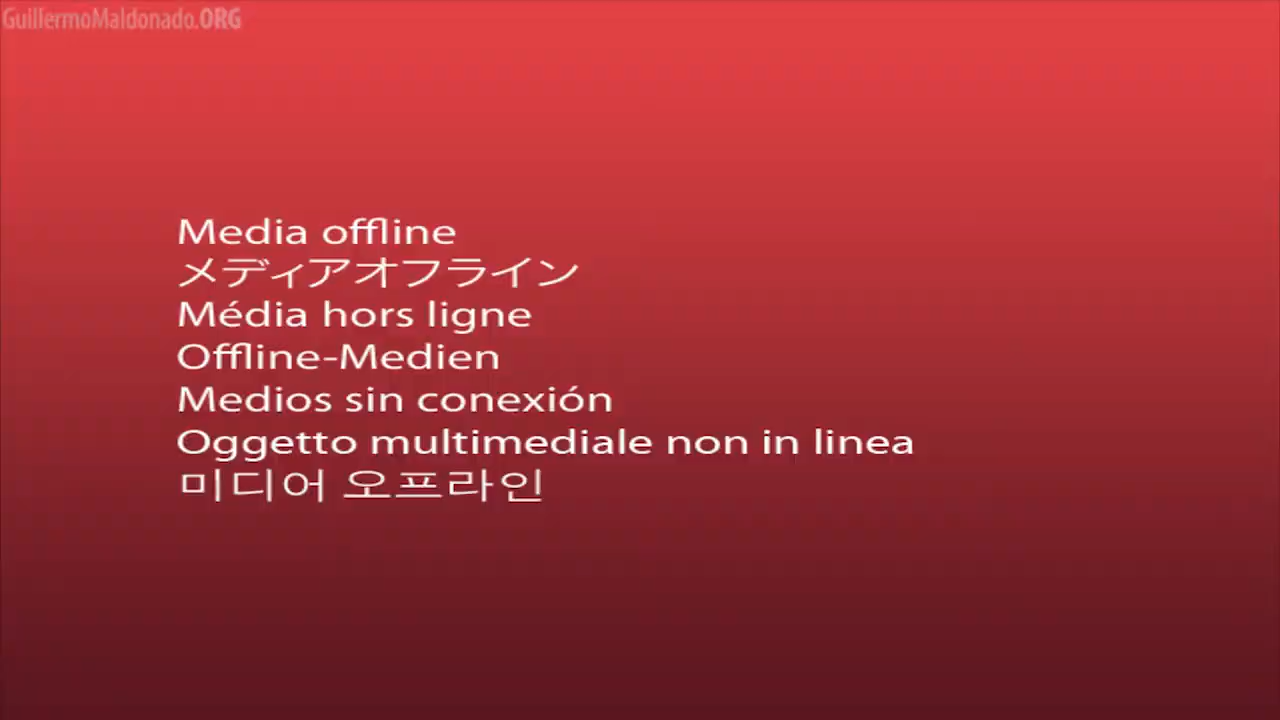 GuillermoMaldonado.ORG
Media offline
メディアオフライン
Média hors ligne
Offline-Medien
Medios sin conexión
Oggetto multimediale non in linea
미디어 오프라인